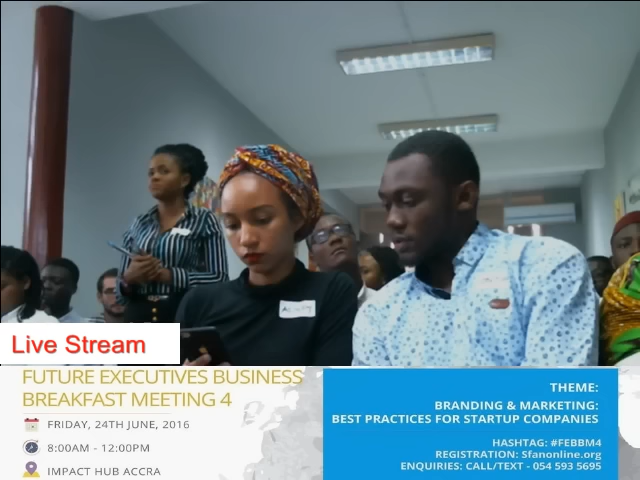 Live Stream
FUTURE EXECUTIVES BUSINESS
BREAKFAST MEETING 4
FRIDAY, 24TH JUNE, 2016
8:00AM - 12:00PM
IMPACT HUB ACCRA
THEME:
BRANDING & MARKETING:
BEST PRACTICES FOR STARTUP COMPANIES
HASHTAG: #FEBBM4
REGISTRATION: Sfanonline.org
ENQUIRIES: CALL/TEXT - 054 593 5695